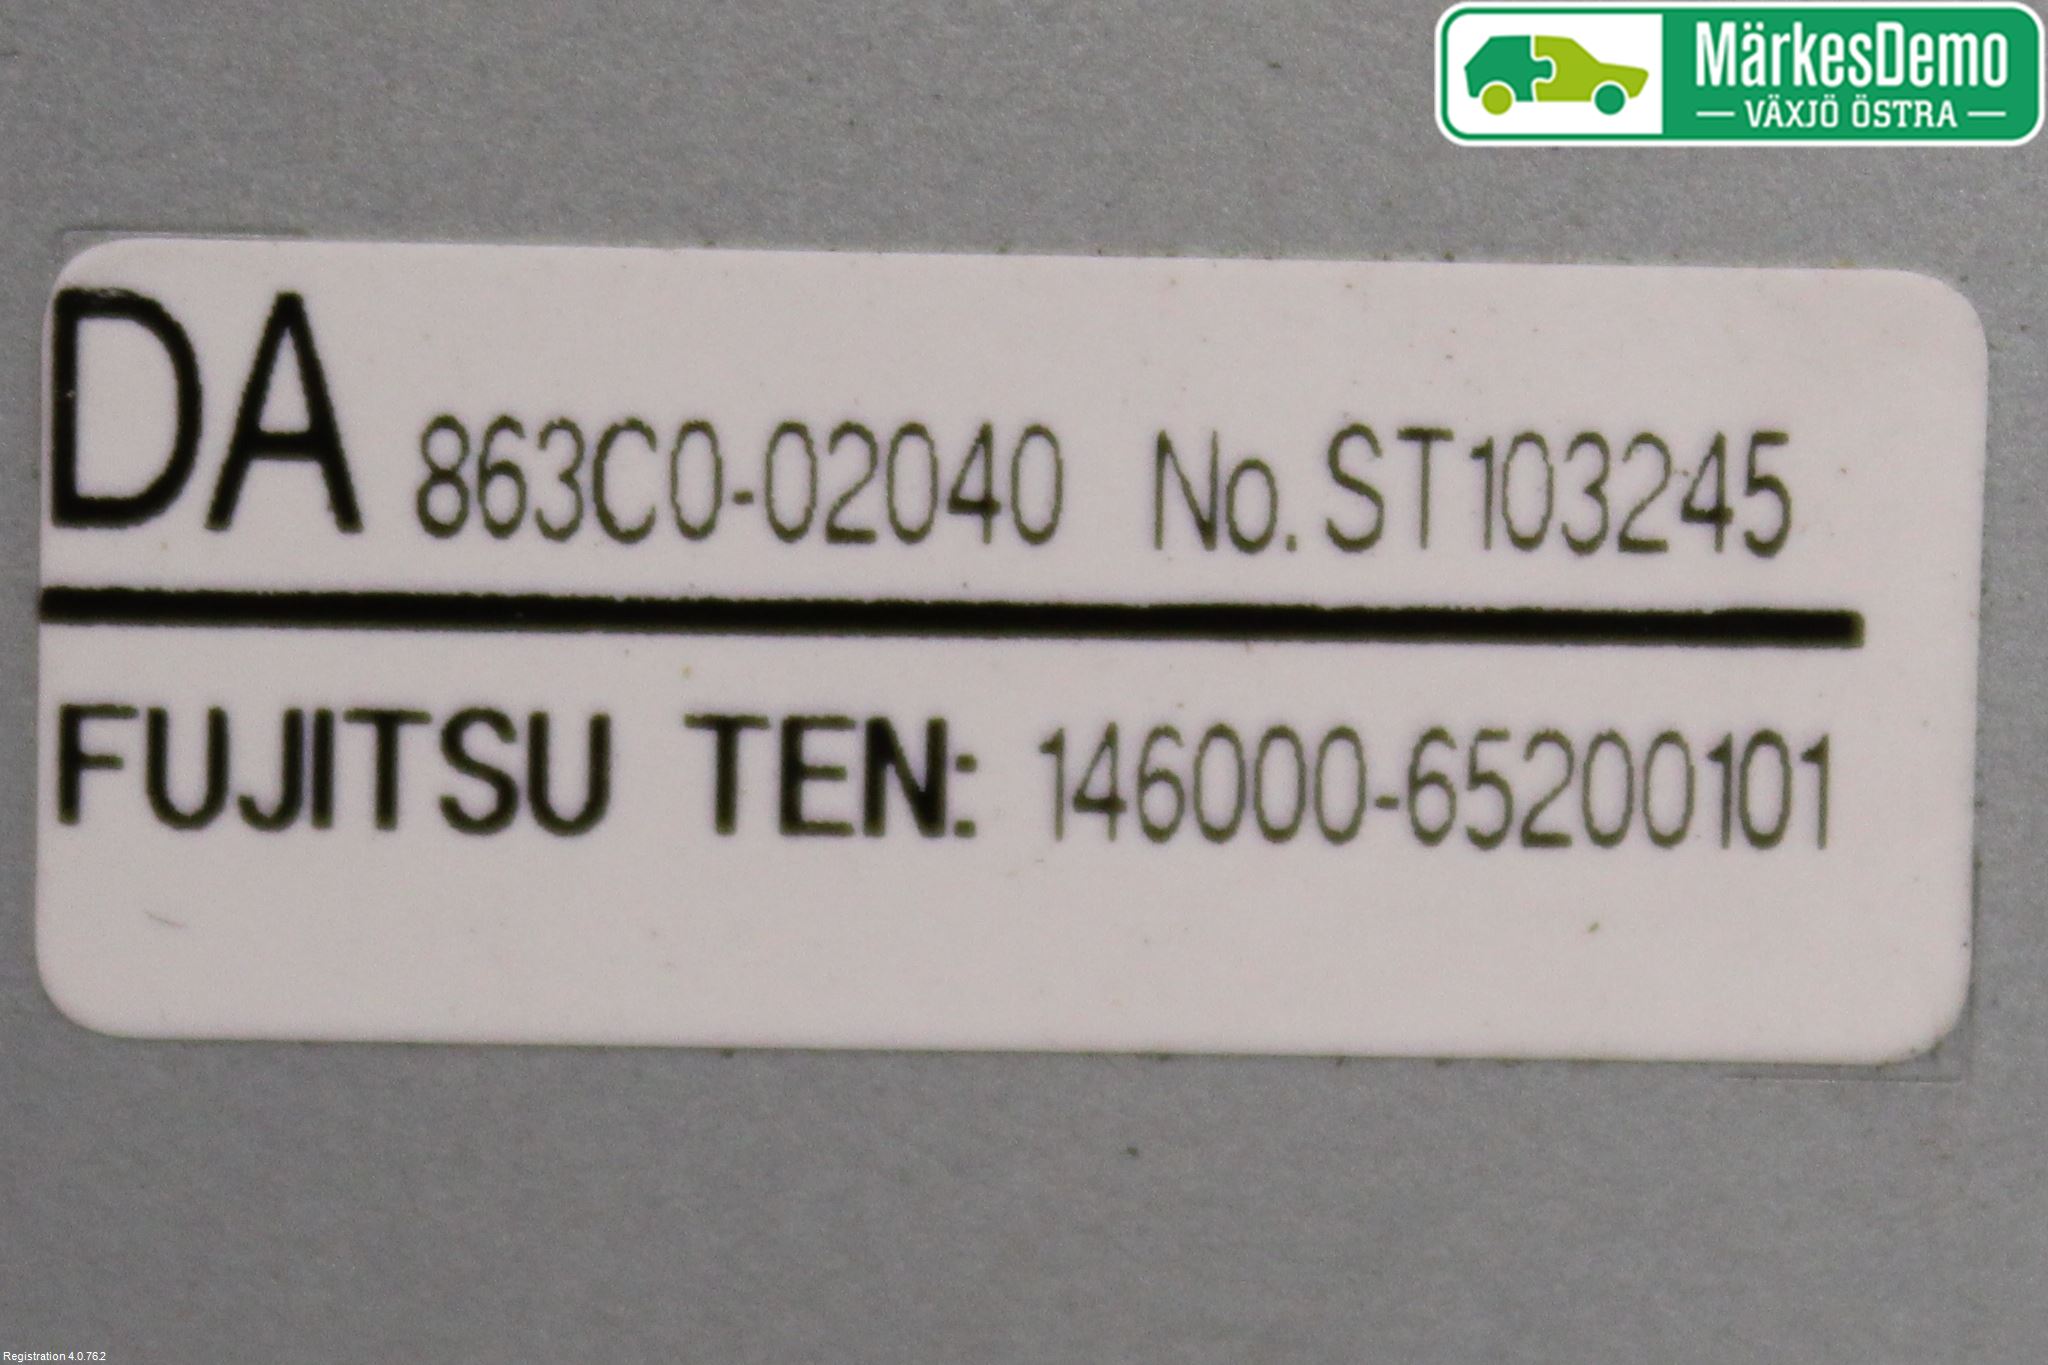 MärkesDemo
— VÄXJÖ ÖSTRA —
DA 863C0-02040 No. ST103245
FUJITSU TEN: 146000-65200101
Registration 4.0.762